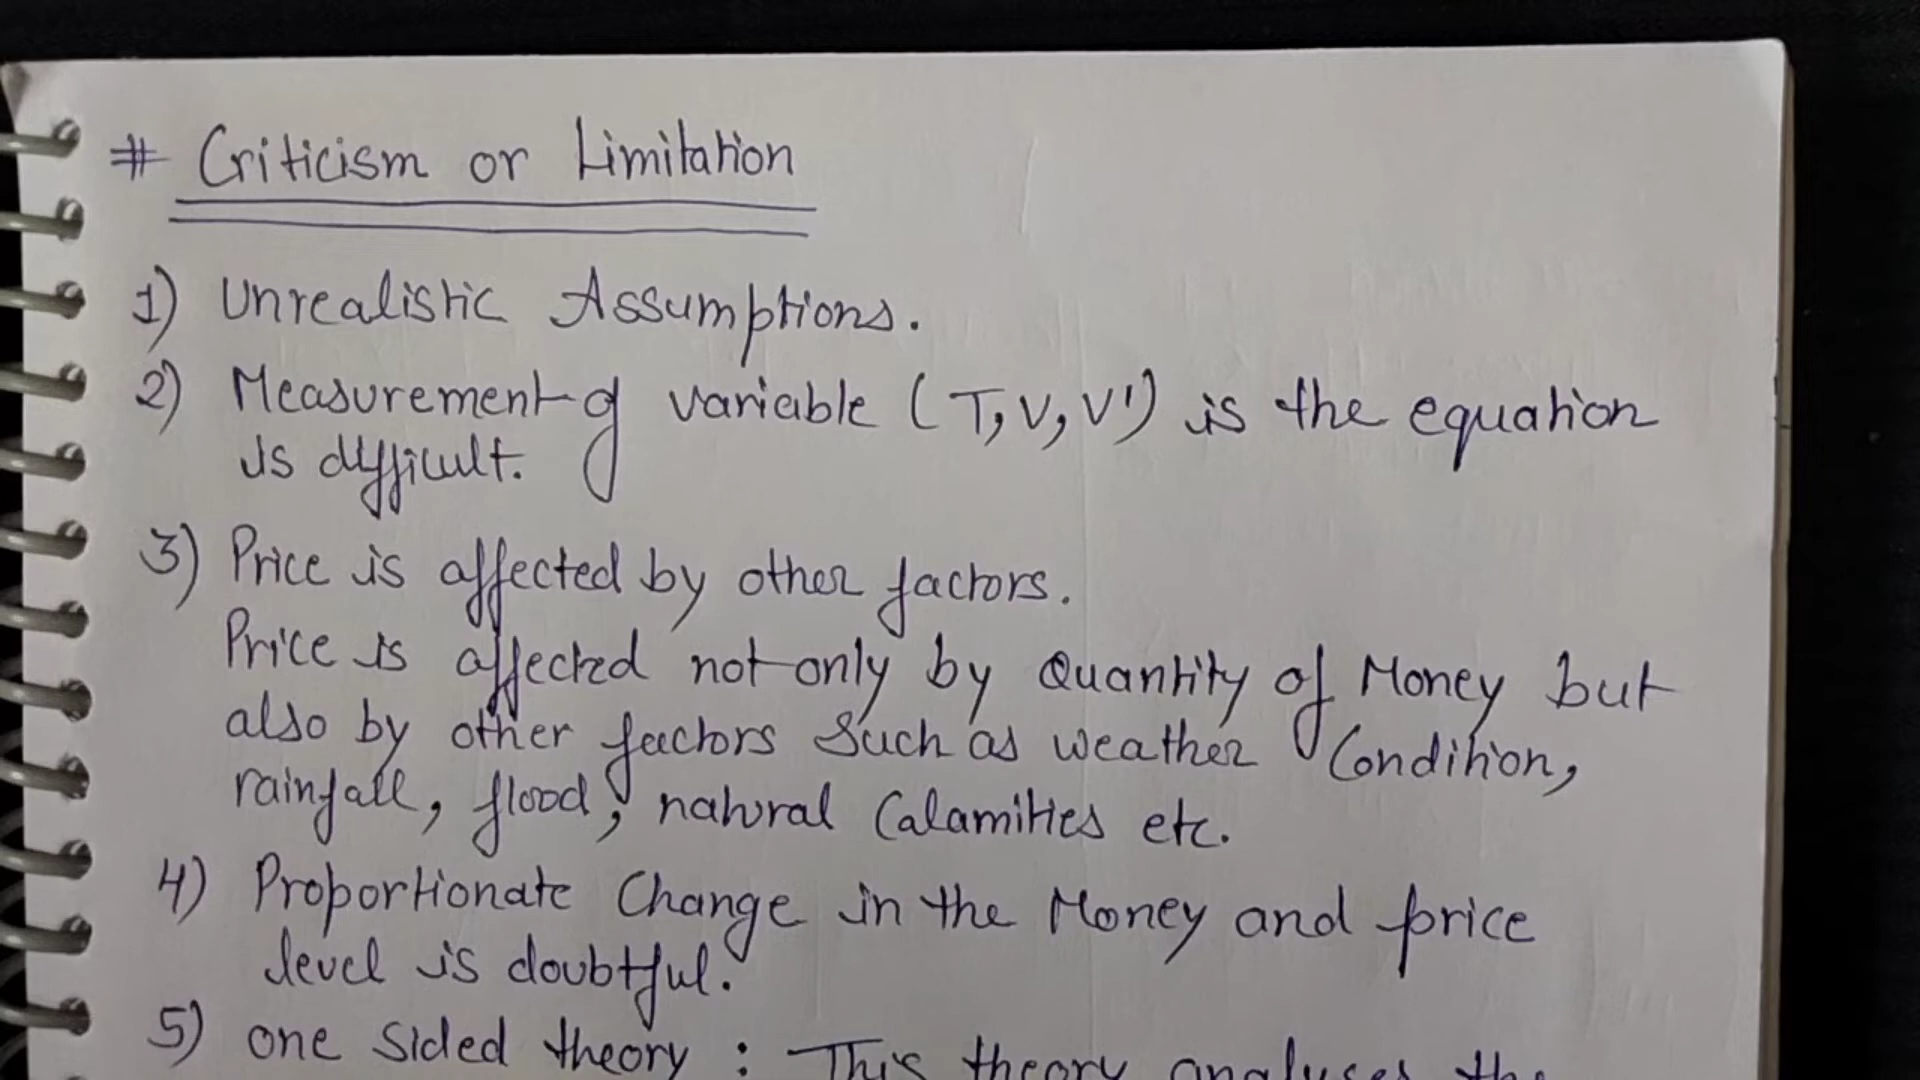 # Criticism or Limitation
1) Unrealistic Assumptions.
2) Measurement of variable (T, V, V') is the equation
is difficult.
3) Price is affected by other factors.
Price is affected not only by Quantity of Money but
also by other factors Such as weather Condition,
rainfall, flood, natural Calamities etc.
4) Proportionate Change in the Money and price
level is doubtful.
5) one sided theory : This theory analyses the